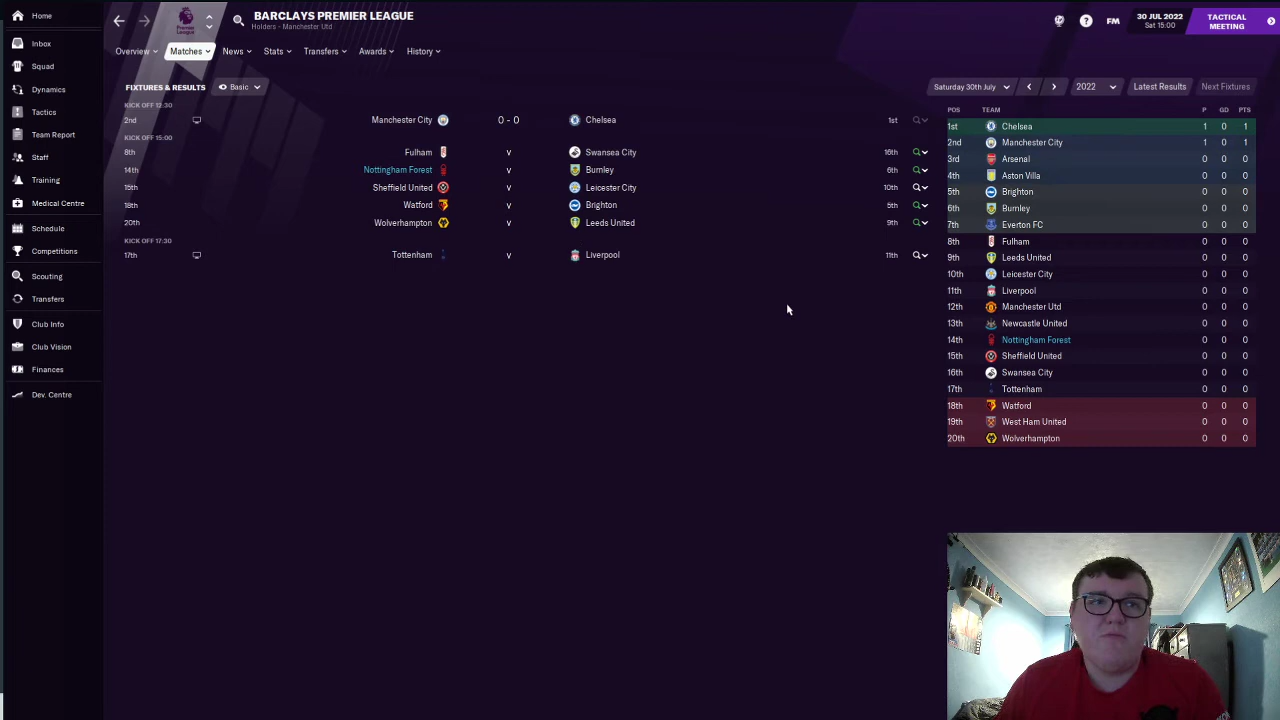 Home
Inbox
Squad
Dynamics
Tactics
Team Report
Staff
Training
Medical Centre
Schedule
Competitions
Scouting
Transfers
Club Info
Club Vision
Finances
Dev. Centre
BARCLAYS PREMIER LEAGUE
Holders - Manchester Utd
30 JUL 2022
Sat 15:00
TACTICAL MEETING
FM
Overview Matches News Stats Transfers Awards History
FIXTURES & RESULTS Basic
Saturday 30th July 2022 Latest Results Next Fixtures
KICK OFF 12:30
2nd Manchester City 0 - 0 Chelsea 1st
KICK OFF 15:00
8th Fulham v Swansea City 16th
14th Nottingham Forest v Burnley 6th
15th Sheffield United v Leicester City 10th
18th Watford v Brighton 5th
20th Wolverhampton v Leeds United 9th
KICK OFF 17:30
17th Tottenham v Liverpool 11th
POS TEAM P GD PTS
1st Chelsea 1 0 1
2nd Manchester City 1 0 1
3rd Arsenal 0 0 0
4th Aston Villa 0 0 0
5th Brighton 0 0 0
6th Burnley 0 0 0
7th Everton FC 0 0 0
8th Fulham 0 0 0
9th Leeds United 0 0 0
10th Leicester City 0 0 0
11th Liverpool 0 0 0
12th Manchester Utd 0 0 0
13th Newcastle United 0 0 0
14th Nottingham Forest 0 0 0
15th Sheffield United 0 0 0
16th Swansea City 0 0 0
17th Tottenham 0 0 0
18th Watford 0 0 0
19th West Ham United 0 0 0
20th Wolverhampton 0 0 0